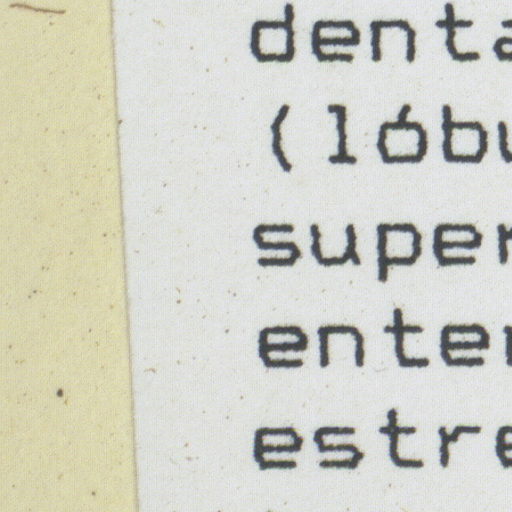 denta
(lóbu
super
enter
estre